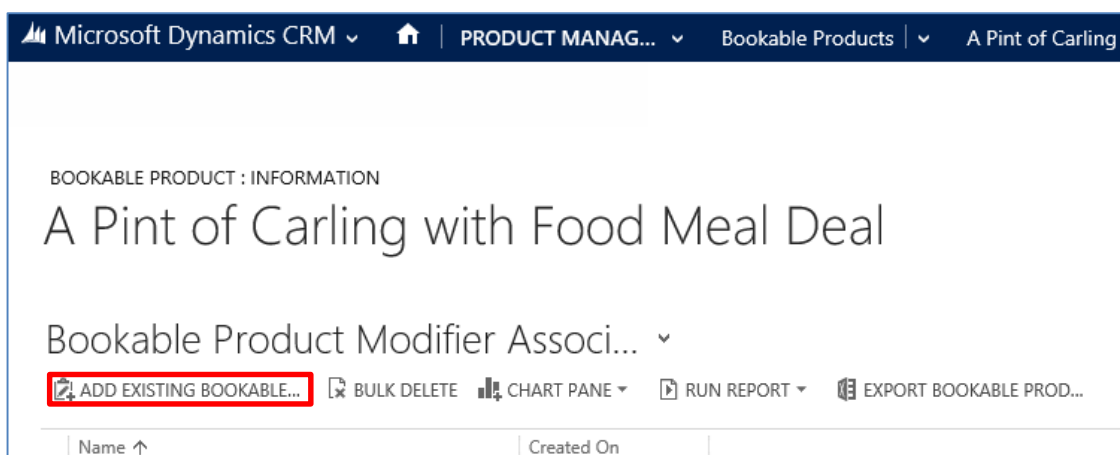 Microsoft Dynamics CRM PRODUCT MANAG... Bookable Products A Pint of Carling
BOOKABLE PRODUCT : INFORMATION
A Pint of Carling with Food Meal Deal
Bookable Product Modifier Associ...
ADD EXISTING BOOKABLE... BULK DELETE CHART PANE RUN REPORT EXPORT BOOKABLE PROD...
Name ↑ Created On